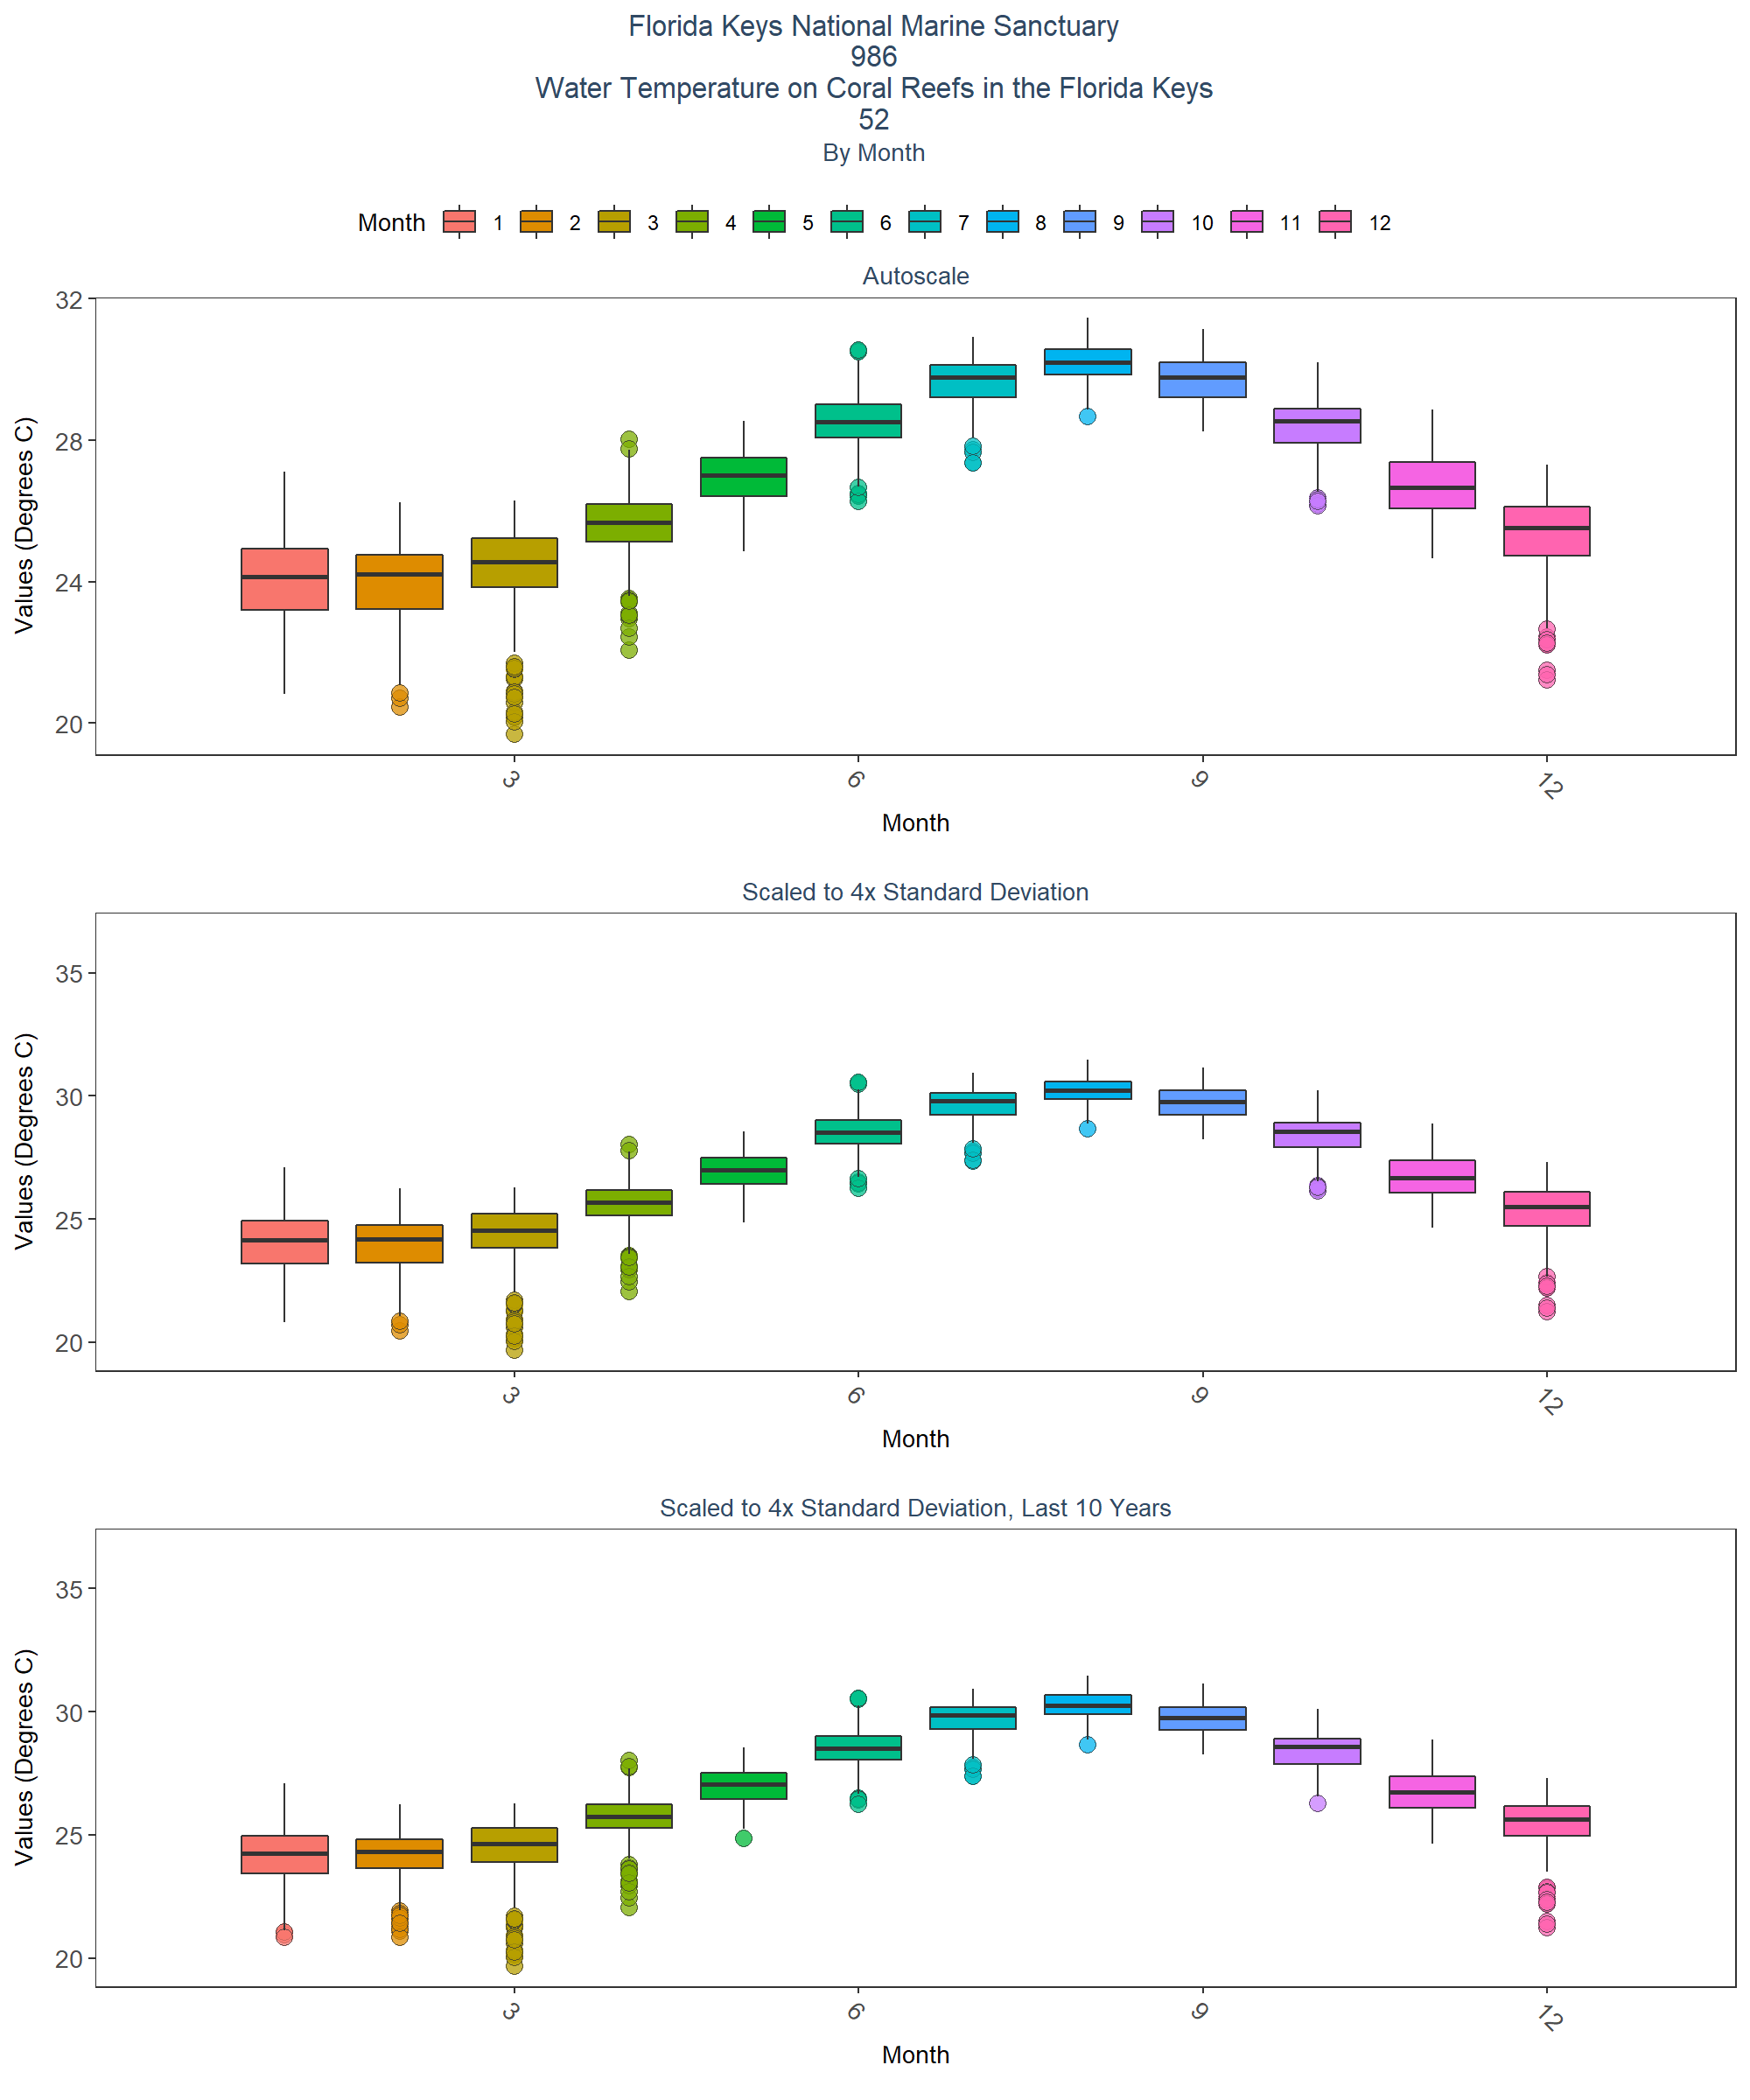 Florida Keys National Marine Sanctuary
986
Water Temperature on Coral Reefs in the Florida Keys
52
By Month
Month 1 2 3 4 5 6 7 8 9 10 11 12
Autoscale
32
28
24
20
Values (Degrees C)
3 6 9 12
Month
Scaled to 4x Standard Deviation
35
30
25
20
Values (Degrees C)
3 6 9 12
Month
Scaled to 4x Standard Deviation, Last 10 Years
35
30
25
20
Values (Degrees C)
3 6 9 12
Month